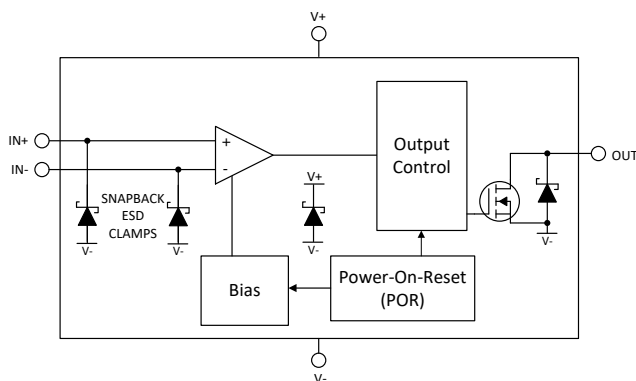 V+
IN+
IN-
+
-
SNAPBACK
ESD
CLAMPS
V-
V-
V+
V-
Output
Control
OUT
V-
Bias
Power-On-Reset
(POR)
V-